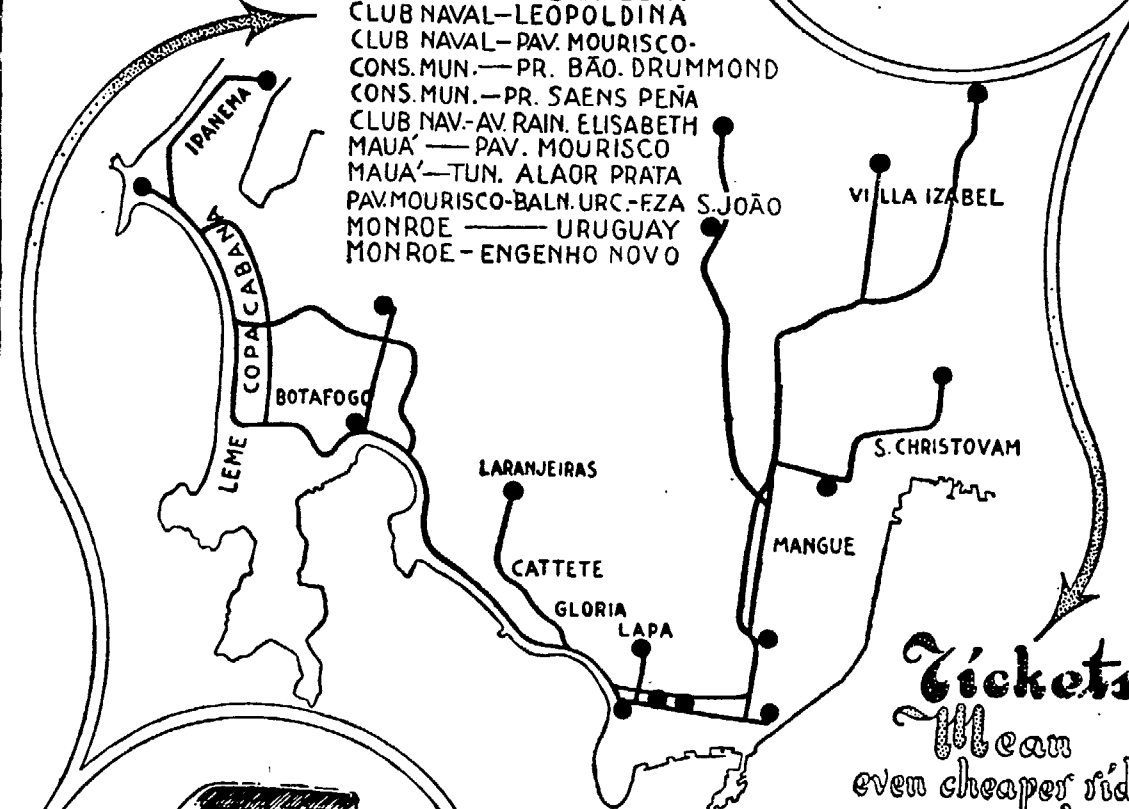 CLUB NAVAL-LEOPOLDINA
CLUB NAVAL-PAV. MOURISCO-
CONS.MUN.—PR. BÃO. DRUMMOND
CONS.MUN.-PR. SAENS PEÑA
CLUB NAV.-AV. RAIN. ELISABETH
MAUA'—PAV. MOURISCO
MAUA'—TUN. ALAOR PRATA
PAV.MOURISCO-BALN. URC.-FZA S.JOÃO
MONROE — URUGUAY
MONROE-ENGENHO NOVO
IPANEMA
VILLA IZABEL
COPACABANA
BOTAFOGO
LEME
S. CHRISTOVAM
LARANJEIRAS
MANGUE
CATTETE
GLORIA
LAPA
Tickets
Mean
even cheaper